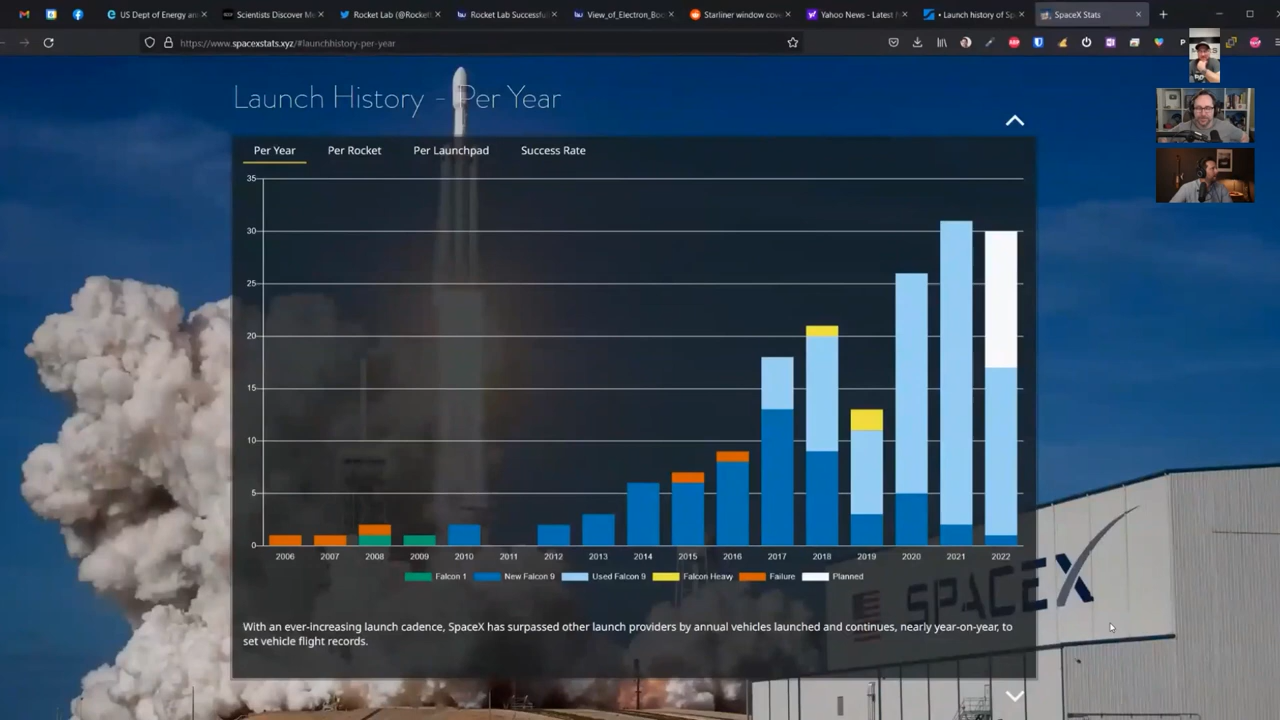 US Dept of Energy an
Scientists Discover M
Rocket Lab (@Rocket
Rocket Lab Successful
View_of_Electron_Boo
Starliner window cove
Yahoo News - Latest N
• Launch history of Sp
SpaceX Stats
https://www.spacexstats.xyz/#launchhistory-per-year
Launch History - Per Year
Per Year Per Rocket Per Launchpad Success Rate
35
30
25
20
15
10
5
0
2006 2007 2008 2009 2010 2011 2012 2013 2014 2015 2016 2017 2018 2019 2020 2021 2022
Falcon 1 New Falcon 9 Used Falcon 9 Falcon Heavy Failure Planned
With an ever-increasing launch cadence, SpaceX has surpassed other launch providers by annual vehicles launched and continues, nearly year-on-year, to
set vehicle flight records.
SPACEX